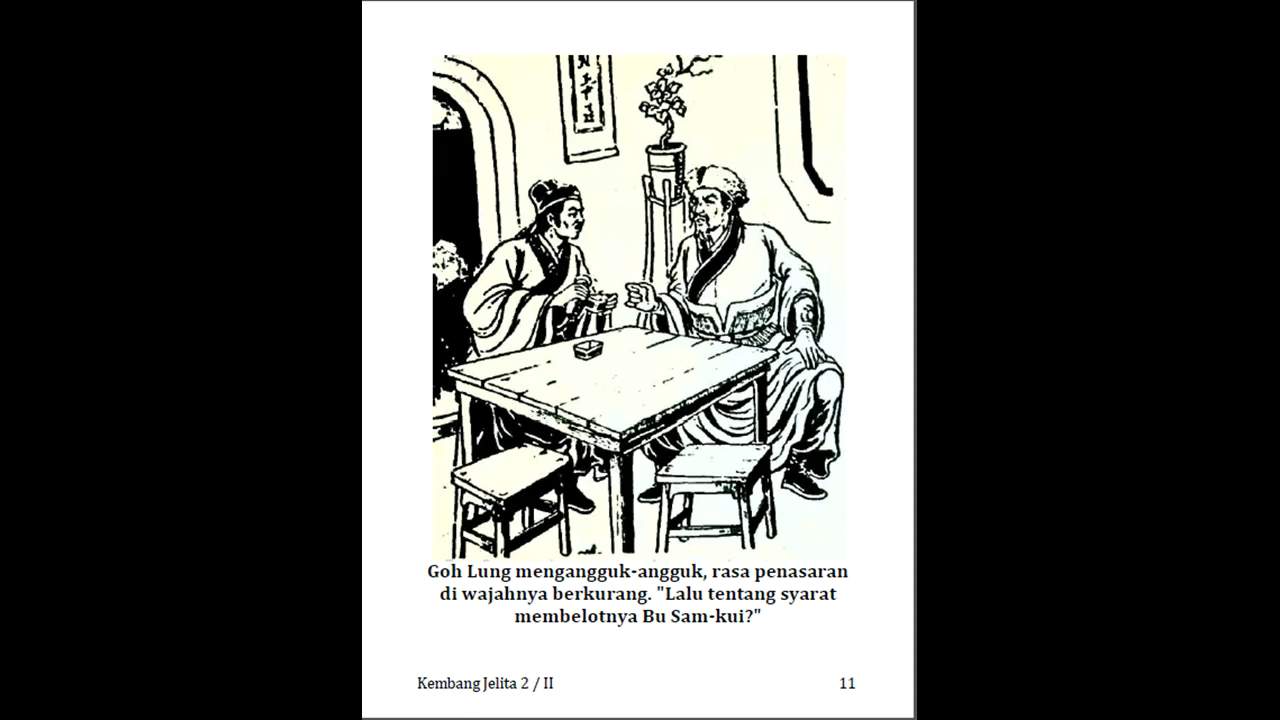 Goh Lung mengangguk-angguk, rasa penasaran
di wajahnya berkurang. "Lalu tentang syarat
membelotnya Bu Sam-kui?"
Kembang Jelita 2 / II 11